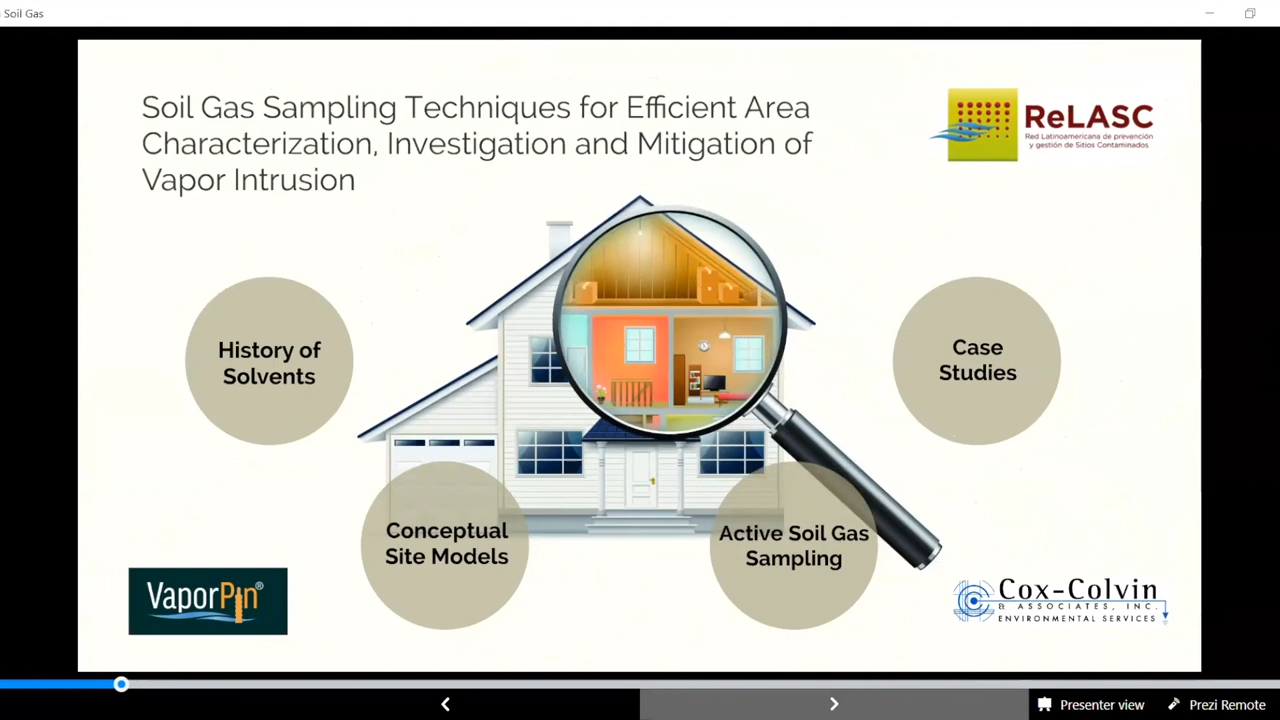 Soil Gas
Soil Gas Sampling Techniques for Efficient Area
Characterization, Investigation and Mitigation of
Vapor Intrusion
ReLASC
Red Latinoamericana de prevención
y gestión de Sitios Contaminados
History of
Solvents
Case
Studies
Conceptual
Site Models
Active Soil Gas
Sampling
VaporPin®
Cox-Colvin
& ASSOCIATES, INC.
ENVIRONMENTAL SERVICES
Presenter view
Prezi Remote